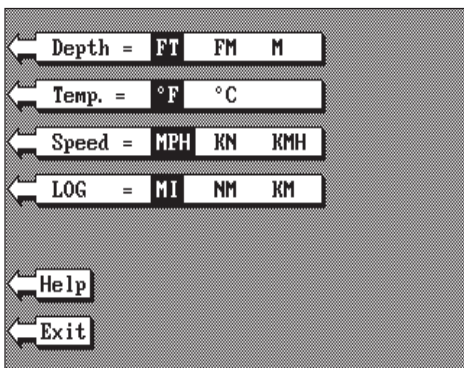 Depth = FT FM M
Temp. = °F °C
Speed = MPH KN KMH
LOG = MI NM KM
Help
Exit